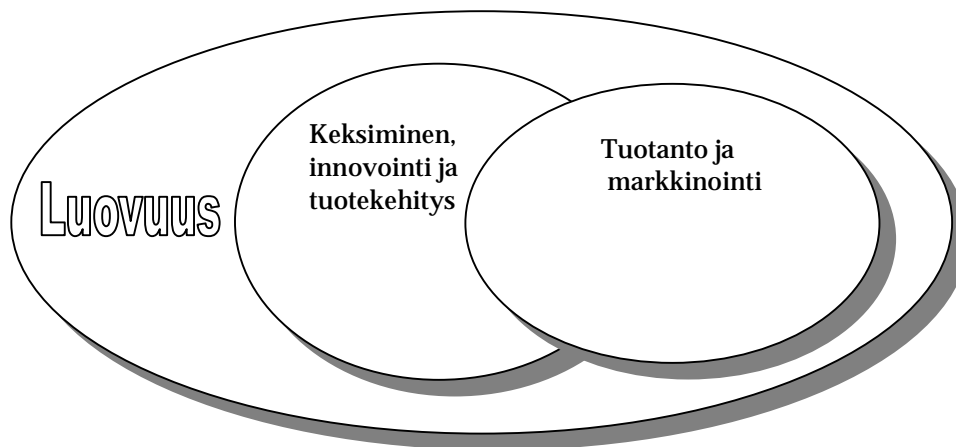 Luovuus
Keksiminen,
innovointi ja
tuotekehitys
Tuotanto ja
markkinointi